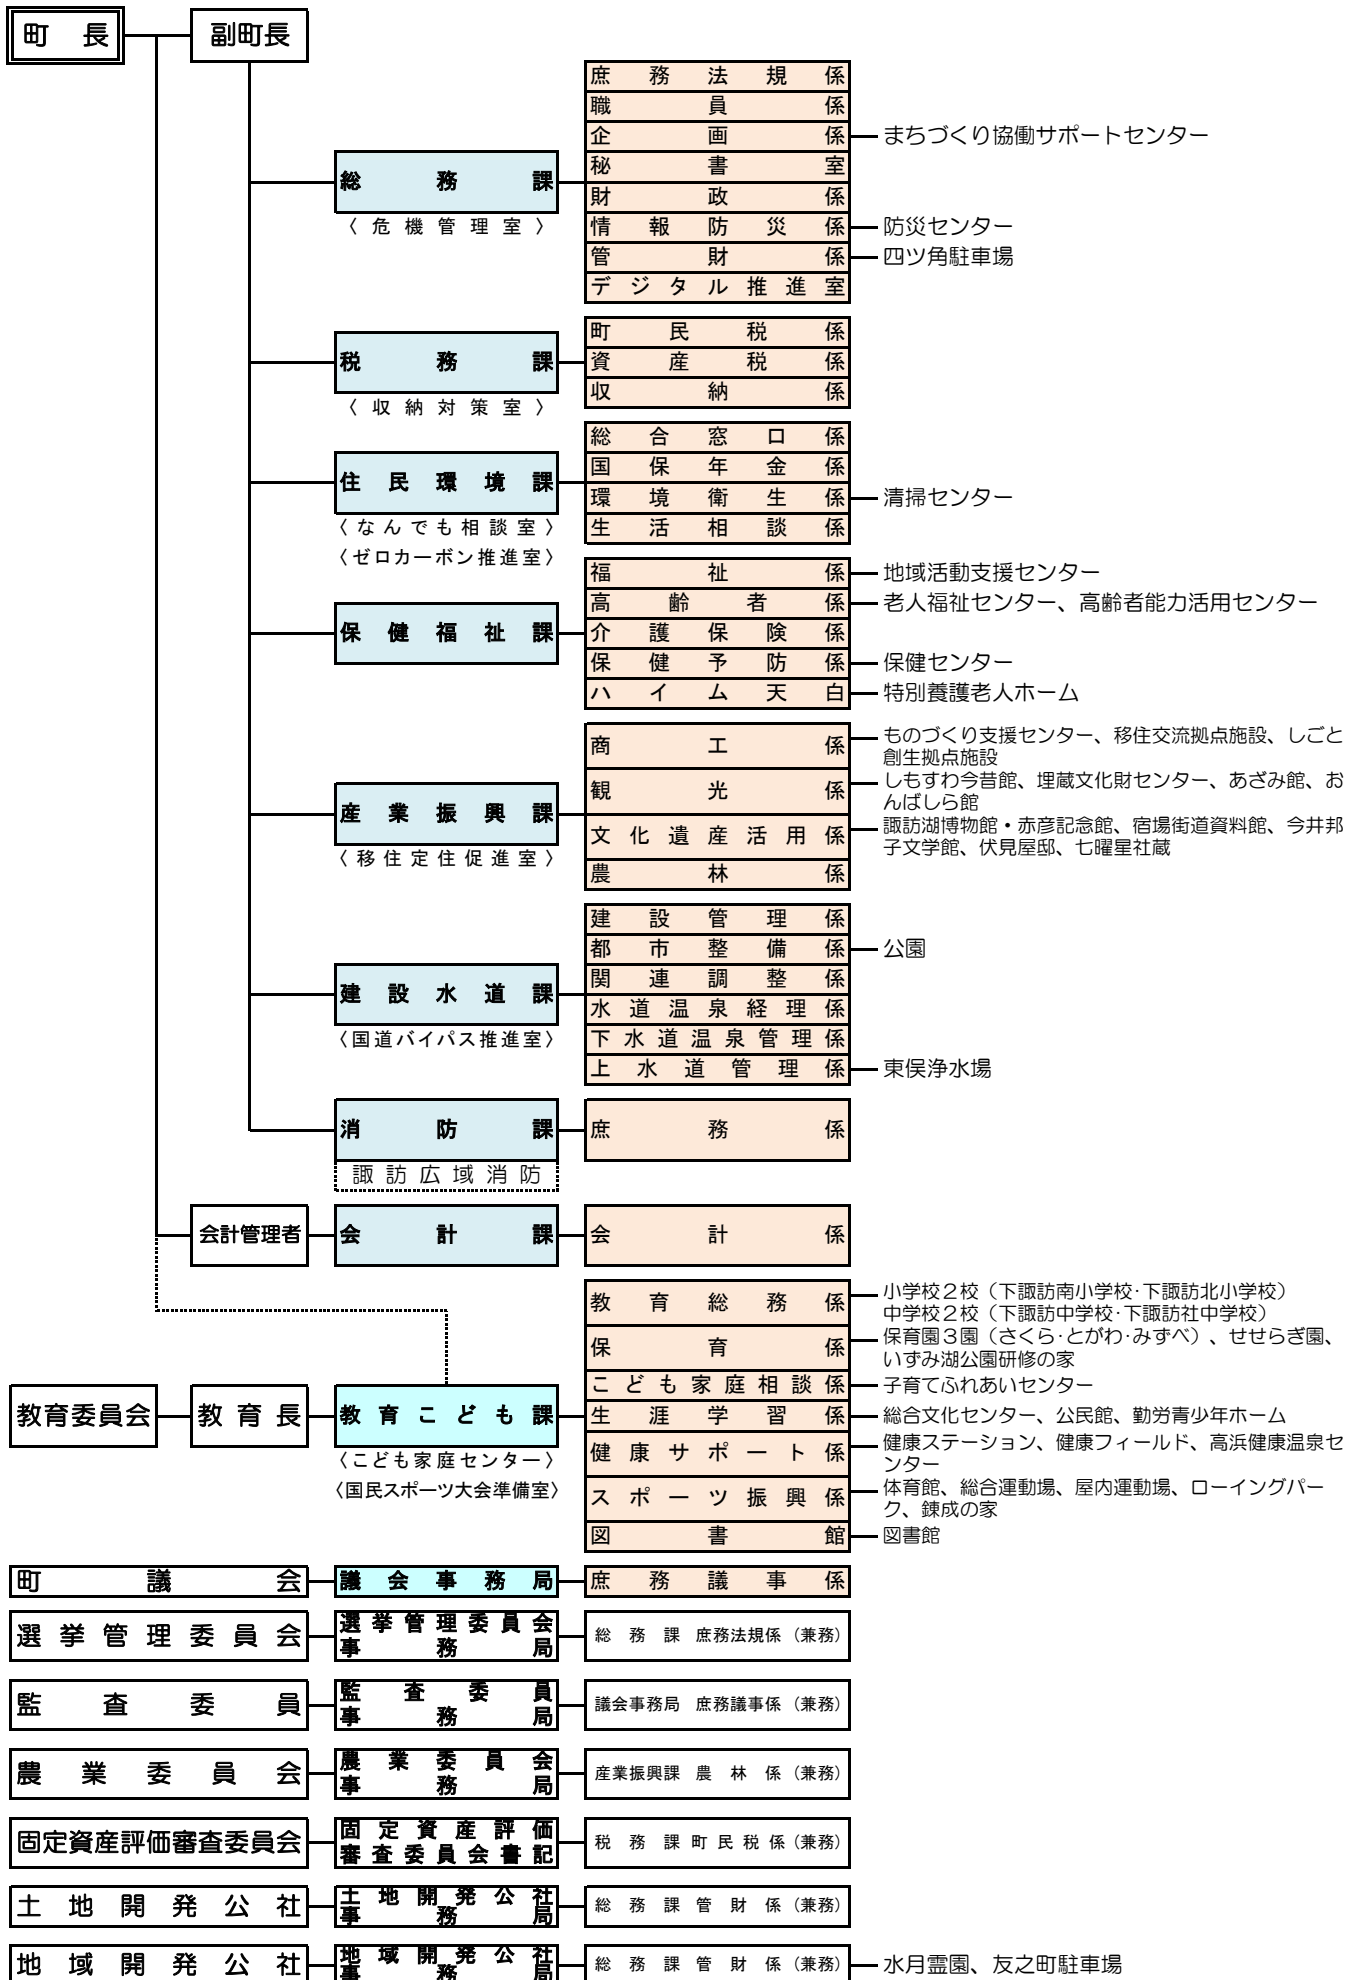 町長
副町長
庶務法規係
職員係
企画係 まちづくり協働サポートセンター
秘書室
総務課
財政係
〈危機管理室〉
情報防災係 防災センター
管財係 四ツ角駐車場
デジタル推進室
町民税係
税務課
資産税係
収納係
〈収納対策室〉
総合窓口係
国保年金係
住民環境課
環境衛生係 清掃センター
生活相談係
〈なんでも相談室〉
〈ゼロカーボン推進室〉
福祉係 地域活動支援センター
高齢者係 老人福祉センター、高齢者能力活用センター
保健福祉課
介護保険係
保健予防係 保健センター
ハイム天白 特別養護老人ホーム
商工係 ものづくり支援センター、移住交流拠点施設、しごと
創生拠点施設
観光係 しもすわ今昔館、埋蔵文化財センター、あざみ館、お
んばしら館
産業振興課
〈移住定住促進室〉
文化遺産活用係 諏訪湖博物館・赤彦記念館、宿場街道資料館、今井邦
子文学館、伏見屋邸、七曜星社蔵
農林係
建設管理係
都市整備係 公園
建設水道課
関連調整係
水道温泉経理係
〈国道バイパス推進室〉
下水道温泉管理係
上水道管理係 東俣浄水場
消防課 庶務係
諏訪広域消防
会計管理者 会計課 会計係
教育総務係 小学校２校（下諏訪南小学校・下諏訪北小学校）
中学校２校（下諏訪中学校・下諏訪社中学校）
保育係 保育園３園（さくら・とがわ・みずべ）、せせらぎ園、
いずみ湖公園研修の家
こども家庭相談係 子育てふれあいセンター
教育委員会 教育長 教育こども課
生涯学習係 総合文化センター、公民館、勤労青少年ホーム
〈こども家庭センター〉
〈国民スポーツ大会準備室〉
健康サポート係 健康ステーション、健康フィールド、高浜健康温泉セ
ンター
スポーツ振興係 体育館、総合運動場、屋内運動場、ローイングパー
ク、錬成の家
図書館 図書館
町議会 議会事務局 庶務議事係
選挙管理委員会 選挙管理委員会
事務局 総務課 庶務法規係（兼務）
監査委員 監査委員
事務局 議会事務局 庶務議事係（兼務）
農業委員会 農業委員会
事務局 産業振興課 農林係（兼務）
固定資産評価審査委員会 固定資産評価
審査委員会書記 税務課町民税係（兼務）
土地開発公社 土地開発公社
事務局 総務課管財係（兼務）
地域開発公社 地域開発公社
事務局 総務課管財係（兼務） 水月霊園、友之町駐車場